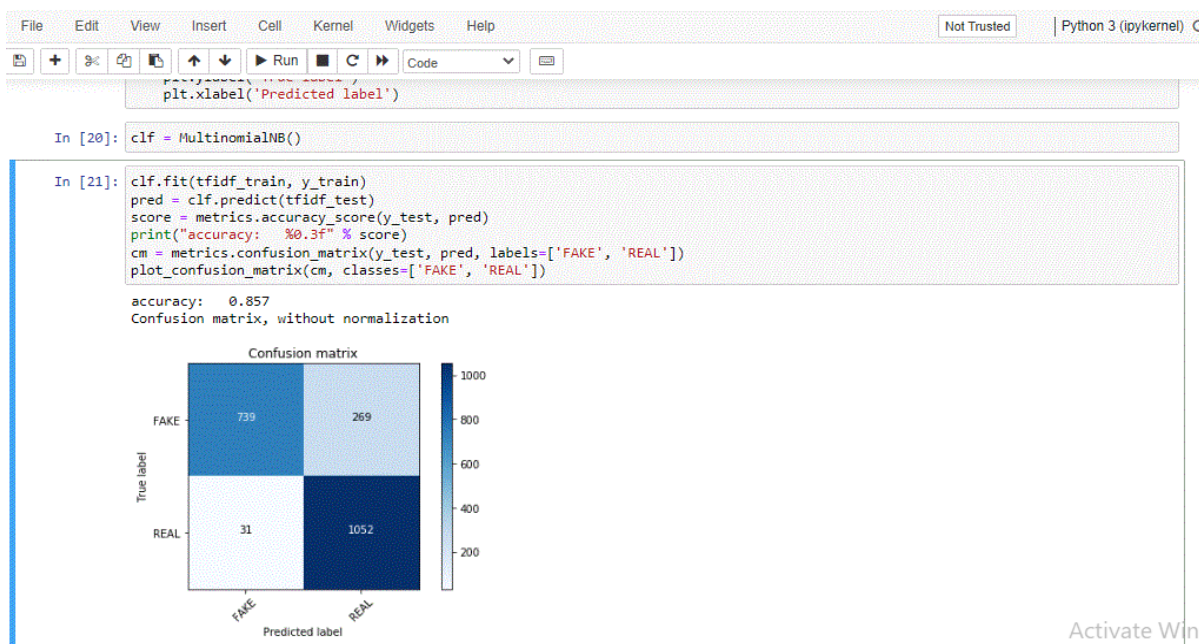 File Edit View Insert Cell Kernel Widgets Help Not Trusted Python 3 (ipykernel)
Run Code
plt.ylabel('True label')
plt.xlabel('Predicted label')
In [20]: clf = MultinomialNB()
In [21]: clf.fit(tfidf_train, y_train)
pred = clf.predict(tfidf_test)
score = metrics.accuracy_score(y_test, pred)
print("accuracy:   %0.3f" % score)
cm = metrics.confusion_matrix(y_test, pred, labels=['FAKE', 'REAL'])
plot_confusion_matrix(cm, classes=['FAKE', 'REAL'])
accuracy:   0.857
Confusion matrix, without normalization
Confusion matrix
1000
800
600
400
200
FAKE 739 269
True label
REAL 31 1052
FAKE REAL
Predicted label
Activate Win